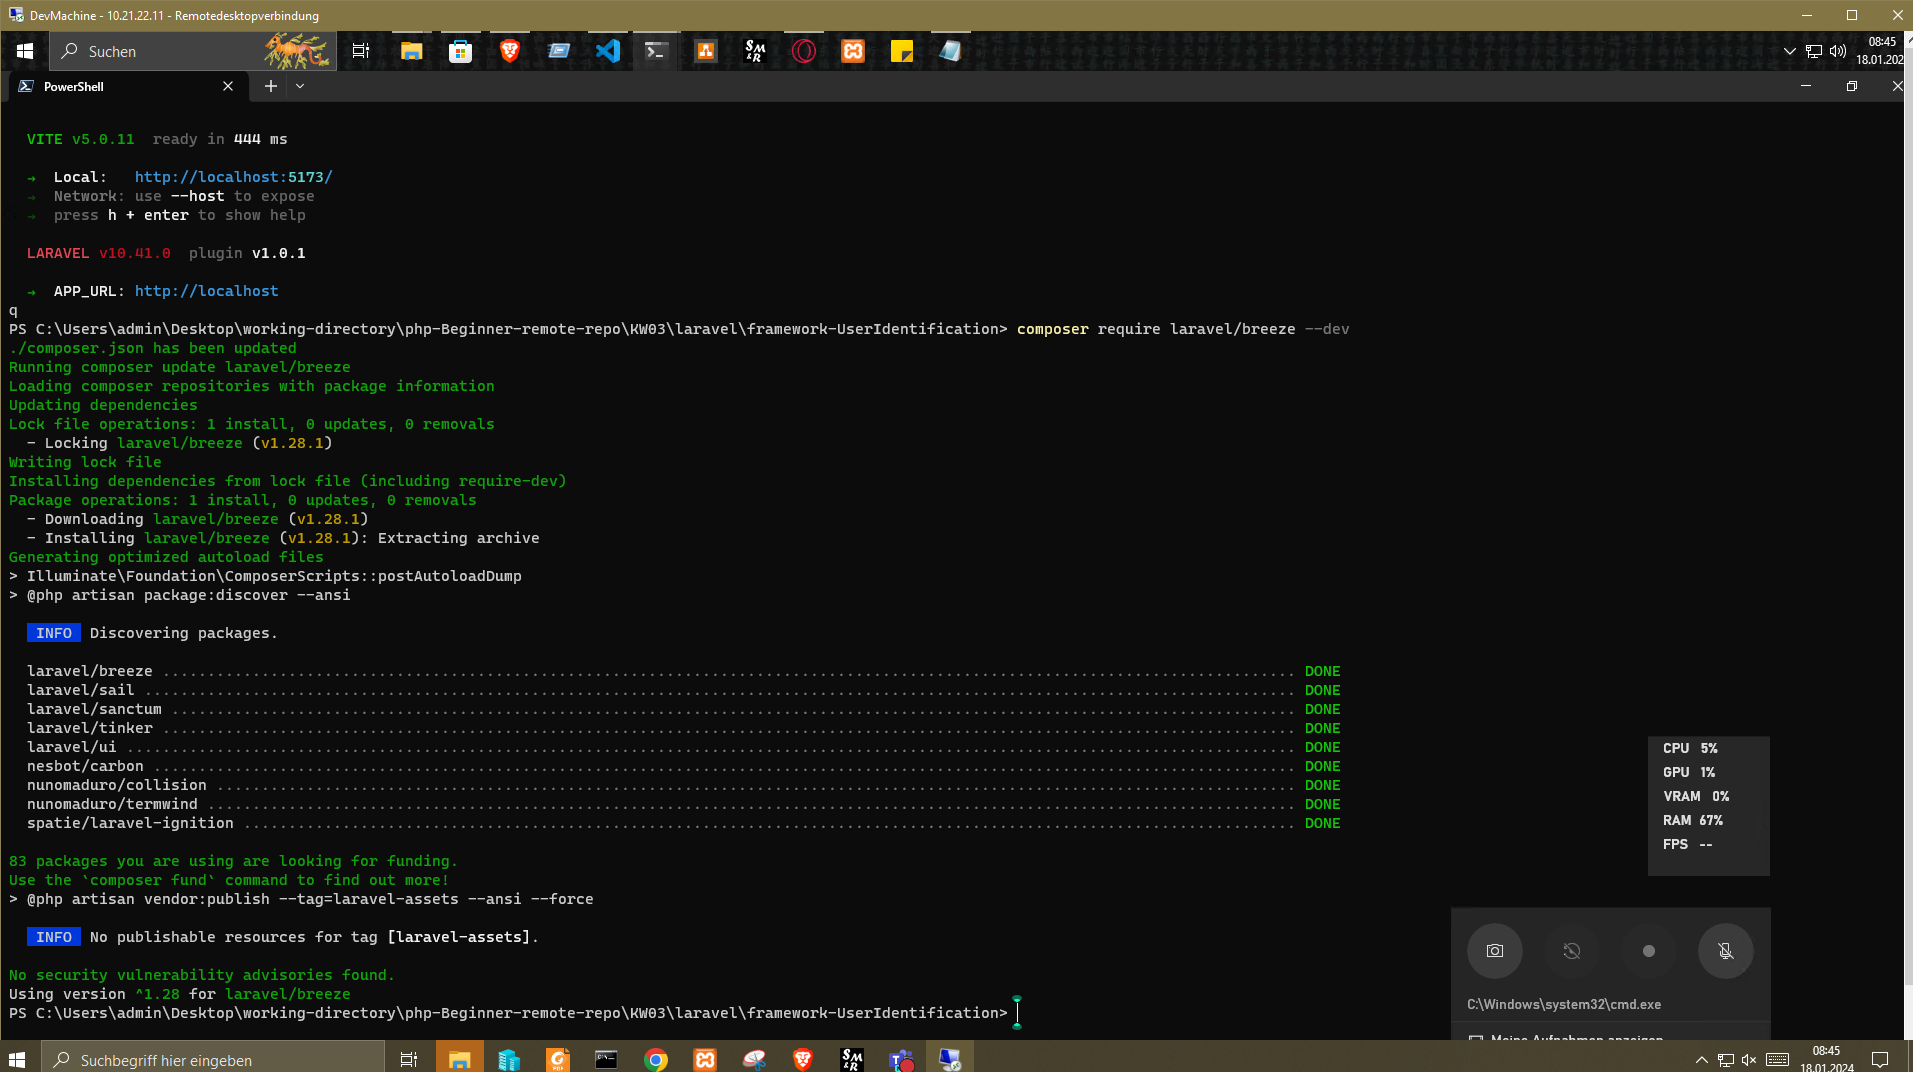 DevMachine - 10.21.22.11 - Remotedesktopverbindung
Suchen
08:45
18.01.202
PowerShell
VITE v5.0.11  ready in 444 ms
➜  Local:   http://localhost:5173/
➜  Network: use --host to expose
➜  press h + enter to show help
LARAVEL v10.41.0  plugin v1.0.1
➜  APP_URL: http://localhost
q
PS C:\Users\admin\Desktop\working-directory\php-Beginner-remote-repo\KW03\laravel\framework-UserIdentification> composer require laravel/breeze --dev
./composer.json has been updated
Running composer update laravel/breeze
Loading composer repositories with package information
Updating dependencies
Lock file operations: 1 install, 0 updates, 0 removals
- Locking laravel/breeze (v1.28.1)
Writing lock file
Installing dependencies from lock file (including require-dev)
Package operations: 1 install, 0 updates, 0 removals
- Downloading laravel/breeze (v1.28.1)
- Installing laravel/breeze (v1.28.1): Extracting archive
Generating optimized autoload files
> Illuminate\Foundation\ComposerScripts::postAutoloadDump
> @php artisan package:discover --ansi
INFO  Discovering packages.
laravel/breeze ........ DONE
laravel/sail ........ DONE
laravel/sanctum ........ DONE
laravel/tinker ........ DONE
laravel/ui ........ DONE
nesbot/carbon ........ DONE
nunomaduro/collision ........ DONE
nunomaduro/termwind ........ DONE
spatie/laravel-ignition ........ DONE
83 packages you are using are looking for funding.
Use the `composer fund` command to find out more!
> @php artisan vendor:publish --tag=laravel-assets --ansi --force
INFO  No publishable resources for tag [laravel-assets].
No security vulnerability advisories found.
Using version ^1.28 for laravel/breeze
PS C:\Users\admin\Desktop\working-directory\php-Beginner-remote-repo\KW03\laravel\framework-UserIdentification>
CPU 5%
GPU 1%
VRAM 0%
RAM 67%
FPS --
C:\Windows\system32\cmd.exe
Meine Aufnahmen anzeigen
Suchbegriff hier eingeben
SM
&R
08:45
18.01.2024